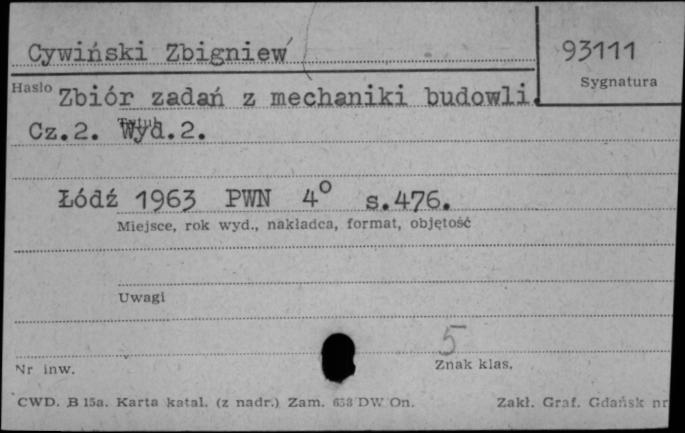 Cywiński Zbigniew
93111
Sygnatura
Hasło
Zbiór zadań z mechaniki budowli.
Cz.2. Wyd.2.
Tytuł
Łódź 1963 PWN 4° s.476.
Miejsce, rok wyd., nakładca, format, objętość
Uwagi
5
Nr inw.
Znak klas.
CWD. B 15a. Karta katal. (z nadr.) Zam. 658 DW. On.
Zakł. Graf. Gdańsk nr